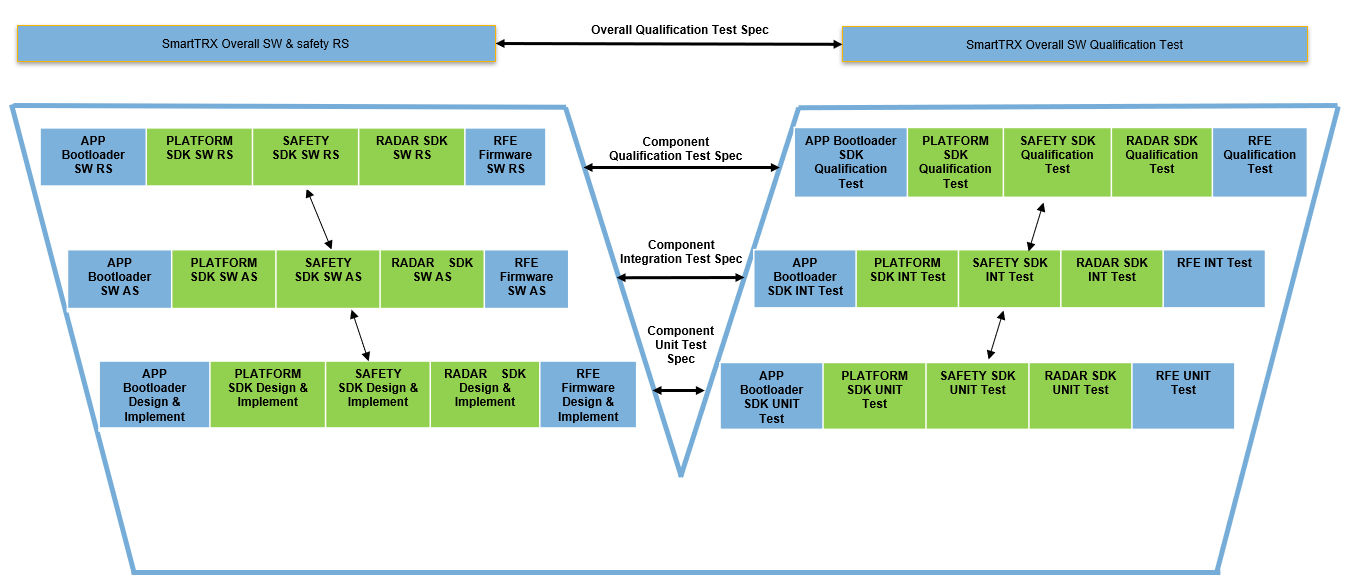 Overall Qualification Test Spec
SmartTRX Overall SW & safety RS
SmartTRX Overall SW Qualification Test
APP
Bootloader
SW RS
PLATFORM
SDK SW RS
SAFETY
SDK SW RS
RADAR SDK
SW RS
RFE
Firmware
SW RS
Component
Qualification Test Spec
APP Bootloader
SDK
Qualification
Test
PLATFORM
SDK
Qualification
Test
SAFETY SDK
Qualification
Test
RADAR SDK
Qualification
Test
RFE
Qualification
Test
APP
Bootloader
SW AS
PLATFORM
SDK SW AS
SAFETY
SDK SW AS
RADAR SDK
SW AS
RFE
Firmware
SW AS
Component
Integration Test Spec
APP
Bootloader
SDK INT Test
PLATFORM
SDK INT Test
SAFETY SDK
INT Test
RADAR SDK
INT Test
RFE INT Test
Component
Unit Test
Spec
APP
Bootloader
Design &
Implement
PLATFORM
SDK Design &
Implement
SAFETY
SDK Design &
Implement
RADAR SDK
Design &
Implement
RFE
Firmware
Design &
Implement
APP
Bootloader
SDK UNIT
Test
PLATFORM
SDK UNIT
Test
SAFETY SDK
UNIT Test
RADAR SDK
UNIT Test
RFE UNIT
Test